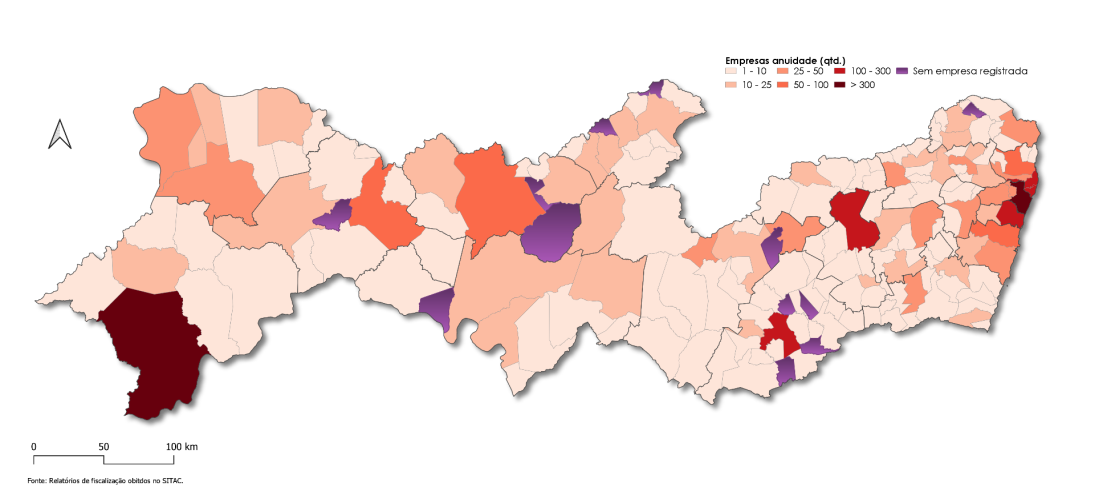 Empresas anuidade (qtd.)
1 - 10 25 - 50 100 - 300 Sem empresa registrada
10 - 25 50 - 100 > 300
0 50 100 km
Fonte: Relatórios de fiscalização obitdos no SITAC.